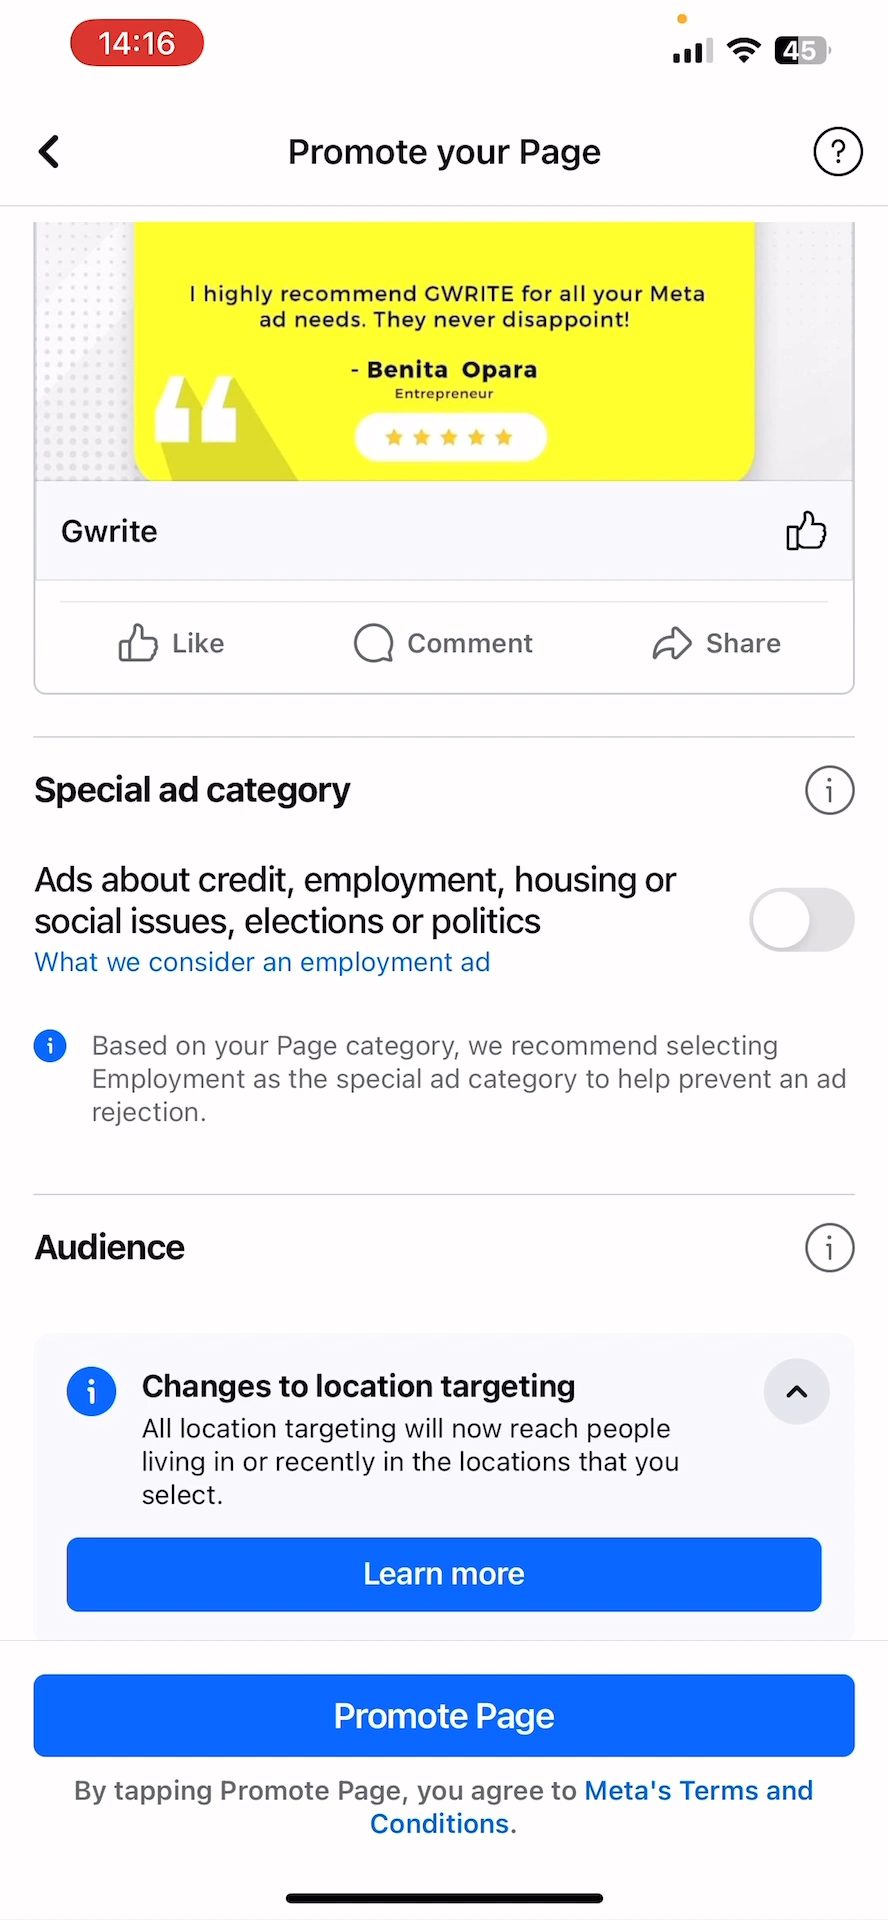 14:16
45
Promote your Page
?
I highly recommend GWRITE for all your Meta
ad needs. They never disappoint!
- Benita Opara
Entrepreneur
Gwrite
Like
Comment
Share
Special ad category
Ads about credit, employment, housing or
social issues, elections or politics
What we consider an employment ad
Based on your Page category, we recommend selecting
Employment as the special ad category to help prevent an ad
rejection.
Audience
Changes to location targeting
All location targeting will now reach people
living in or recently in the locations that you
select.
Learn more
Promote Page
By tapping Promote Page, you agree to Meta's Terms and
Conditions.